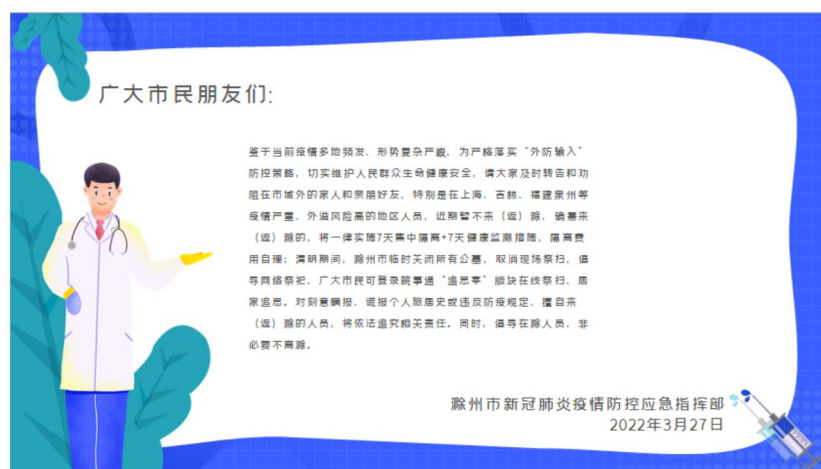 广大市民朋友们:
鉴于当前疫情多地频发、形势复杂严峻，为严格落实“外防输入”
防控策略，切实维护人民群众生命健康安全，请大家及时转告和劝
阻在市域外的家人和亲朋好友，特别是在上海、吉林、福建泉州等
疫情严重、外溢风险高的地区人员，近期暂不来（返）滁，确需来
（返）滁的，将一律实施7天集中隔离+7天健康监测措施，隔离费
用自理；清明期间，滁州市临时关闭所有公墓，取消现场祭扫，倡
导网络祭祀，广大市民可登录皖事通“追思亭”版块在线祭扫、居
家追思。对刻意瞒报、谎报个人旅居史或违反防疫规定、擅自来
（返）滁的人员，将依法追究相关责任。同时，倡导在滁人员，非
必要不离滁。
滁州市新冠肺炎疫情防控应急指挥部
2022年3月27日